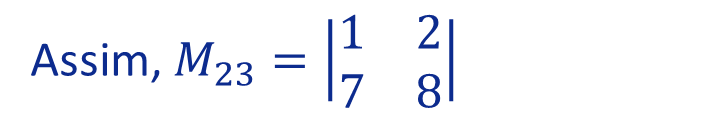 Assim, M₂₃ = |1 2|
|7 8|